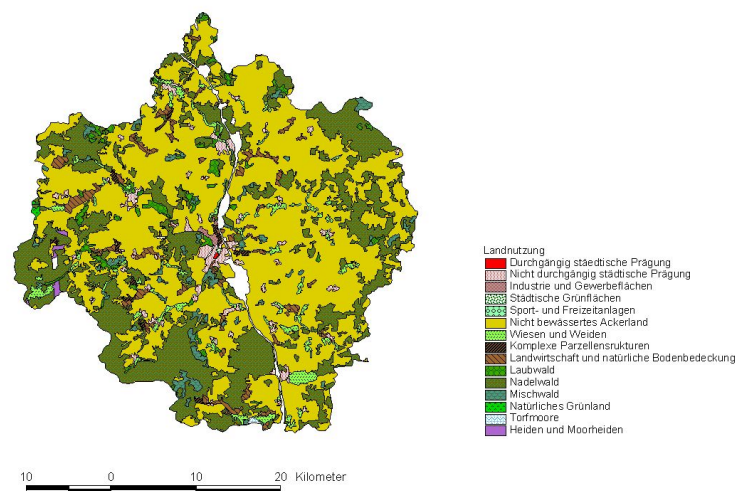 Landnutzung
Durchgängig stäedtische Prägung
Nicht durchgängig städtische Prägung
Industrie und Gewerbeflächen
Städtische Grünflächen
Sport- und Freizeitanlagen
Nicht bewässertes Ackerland
Wiesen und Weiden
Komplexe Parzellensrukturen
Landwirtschaft und natürliche Bodenbedeckung
Laubwald
Nadelwald
Mischwald
Natürliches Grünland
Torfmoore
Heiden und Moorheiden
10 0 10 20 Kilometer